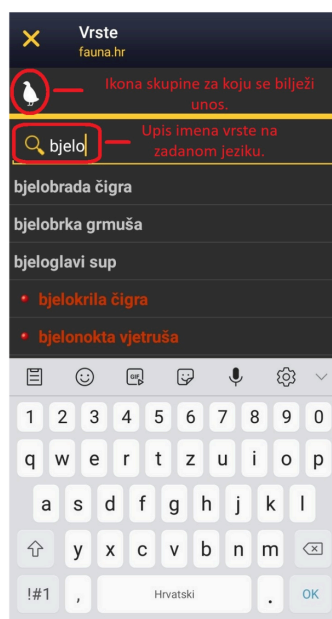 Vrste
fauna.hr
Ikona skupine za koju se bilježi
unos.
bjelo
Upis imena vrste na
zadanom jeziku.
bjelobrada čigra
bjelobrka grmuša
bjeloglavi sup
bjelokrila čigra
bjelonokta vjetruša
GIF
1 2 3 4 5 6 7 8 9 0
q w e r t z u i o p
a s d f g h j k l
y x c v b n m
!#1 , Hrvatski . OK